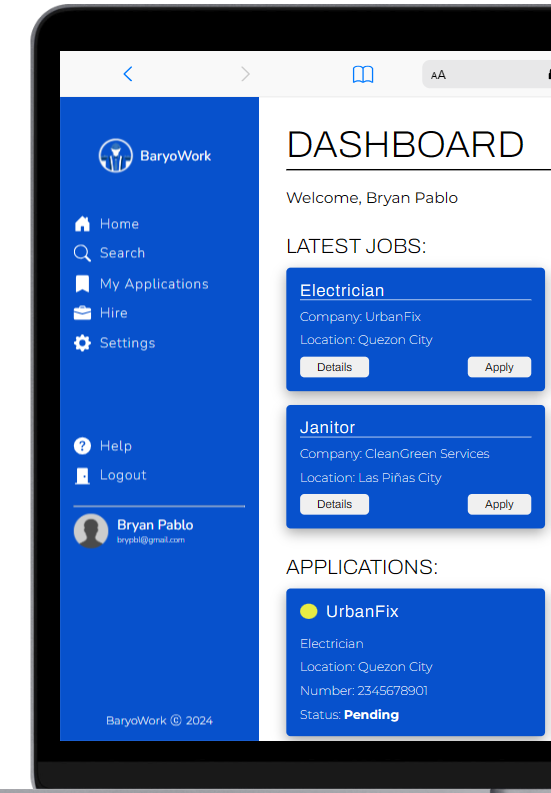 AA
BaryoWork
Home
Search
My Applications
Hire
Settings
Help
Logout
Bryan Pablo
brypbl@gmail.com
BaryoWork © 2024
DASHBOARD
Welcome, Bryan Pablo
LATEST JOBS:
Electrician
Company: UrbanFix
Location: Quezon City
Details Apply
Janitor
Company: CleanGreen Services
Location: Las Piñas City
Details Apply
APPLICATIONS:
UrbanFix
Electrician
Location: Quezon City
Number: 2345678901
Status: Pending